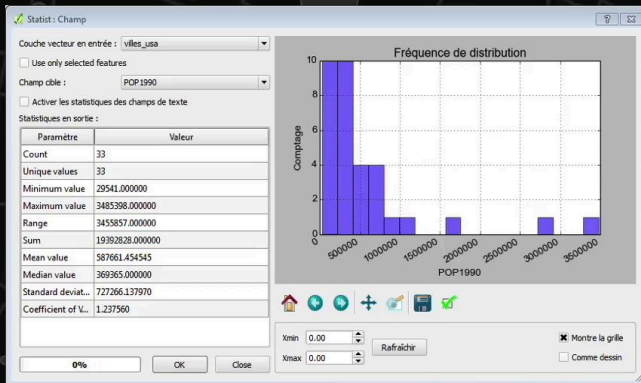 Statist : Champ
Couche vecteur en entrée : villes_usa
Use only selected features
Champ cible : POP1990
Activer les statistiques des champs de texte
Statistiques en sortie :
Paramètre Valeur
Count 33
Unique values 33
Minimum value 29541.000000
Maximum value 3485398.000000
Range 3455857.000000
Sum 19392828.000000
Mean value 587661.454545
Median value 369365.000000
Standard deviat... 727266.137970
Coefficient of V... 1.237560
0% OK Close
Fréquence de distribution
Comptage
10
8
6
4
2
0
0 500000 1000000 1500000 2000000 2500000 3000000 3500000
POP1990
Xmin 0.00
Xmax 0.00
Rafraîchir
Montre la grille
Comme dessin